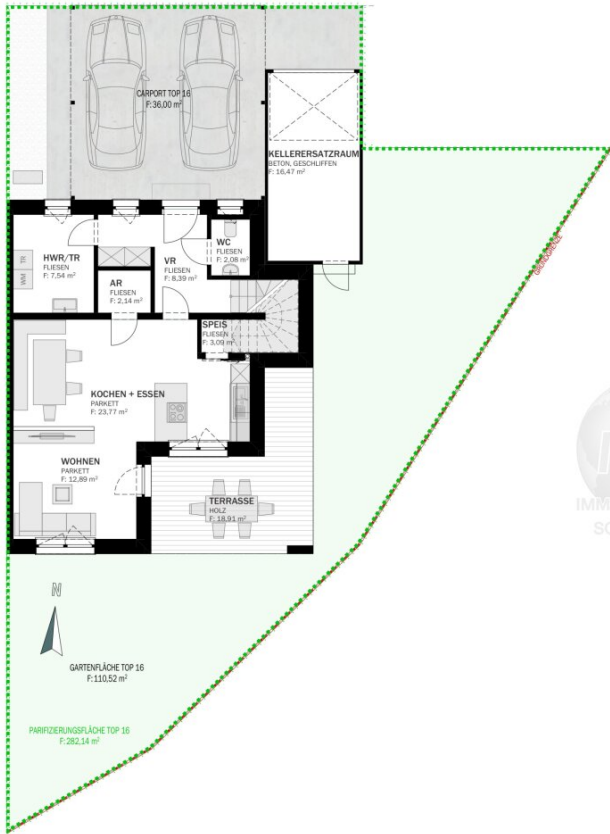 CARPORT TOP 16
F: 36,00 m²
KELLERERSATZRAUM
BETON, GESCHLIFFEN
F: 16,47 m²
GRUNDGRENZE
WC
FLIESEN
F: 2,08 m²
HWR/TR
FLIESEN
F: 7,54 m²
TR
WM
VR
FLIESEN
F: 8,39 m²
AR
FLIESEN
F: 2,14 m²
SPEIS
FLIESEN
F: 3,09 m²
KOCHEN + ESSEN
PARKETT
F: 23,77 m²
WOHNEN
PARKETT
F: 12,89 m²
TERRASSE
HOLZ
F: 18,91 m²
IMM
SC
N
GARTENFLÄCHE TOP 16
F: 110,52 m²
PARIFIZIERUNGSFLÄCHE TOP 16
F: 282,14 m²